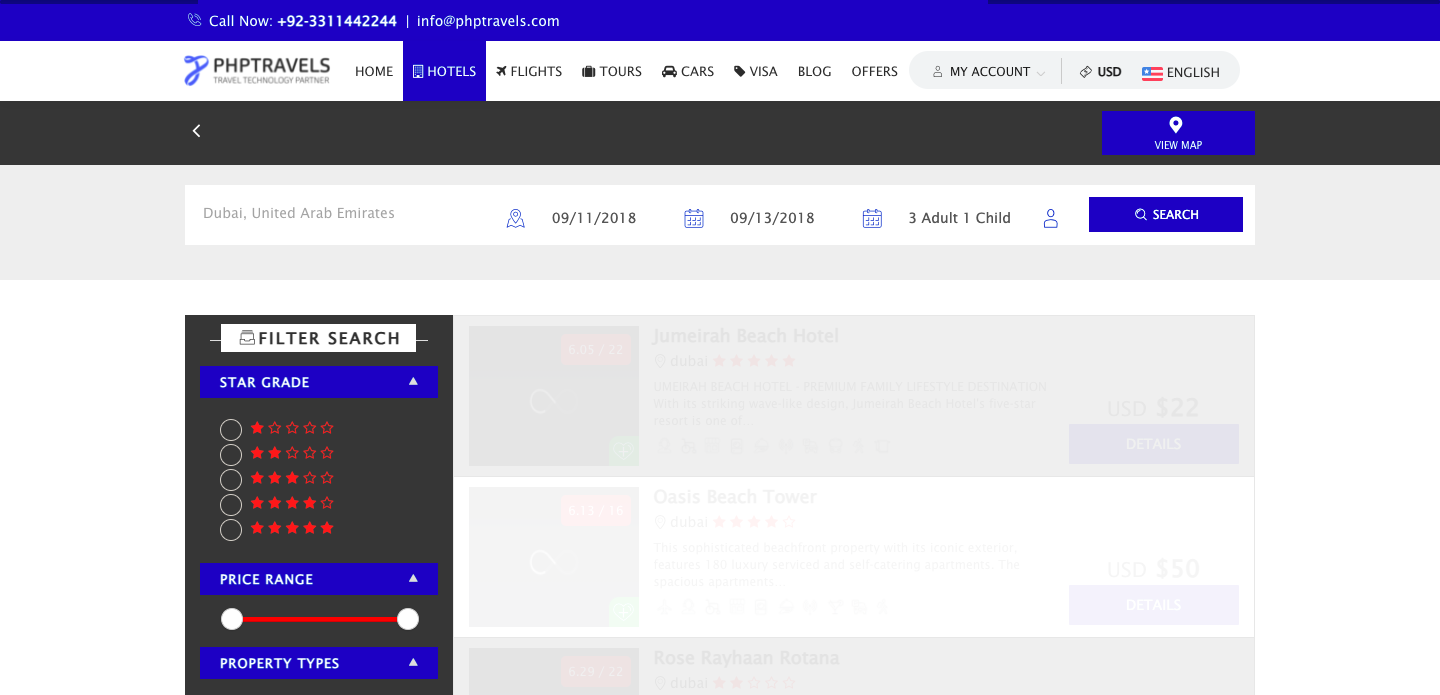 Call Now: +92-3311442244 | info@phptravels.com
PHPTRAVELS
TRAVEL TECHNOLOGY PARTNER
HOME HOTELS FLIGHTS TOURS CARS VISA BLOG OFFERS MY ACCOUNT USD ENGLISH
VIEW MAP
Dubai, United Arab Emirates 09/11/2018 09/13/2018 3 Adult 1 Child SEARCH
FILTER SEARCH
STAR GRADE
PRICE RANGE
PROPERTY TYPES
6.05 / 22
Jumeirah Beach Hotel
dubai
UMEIRAH BEACH HOTEL - PREMIUM FAMILY LIFESTYLE DESTINATION
With its striking wave-like design, Jumeirah Beach Hotel's five-star
resort is one of...
USD $22
DETAILS
6.13 / 16
Oasis Beach Tower
dubai
This sophisticated beachfront property with its iconic exterior,
features 180 luxury serviced and self catering apartments. The
spacious apartments...
USD $50
DETAILS
6.29 / 22
Rose Rayhaan Rotana
dubai